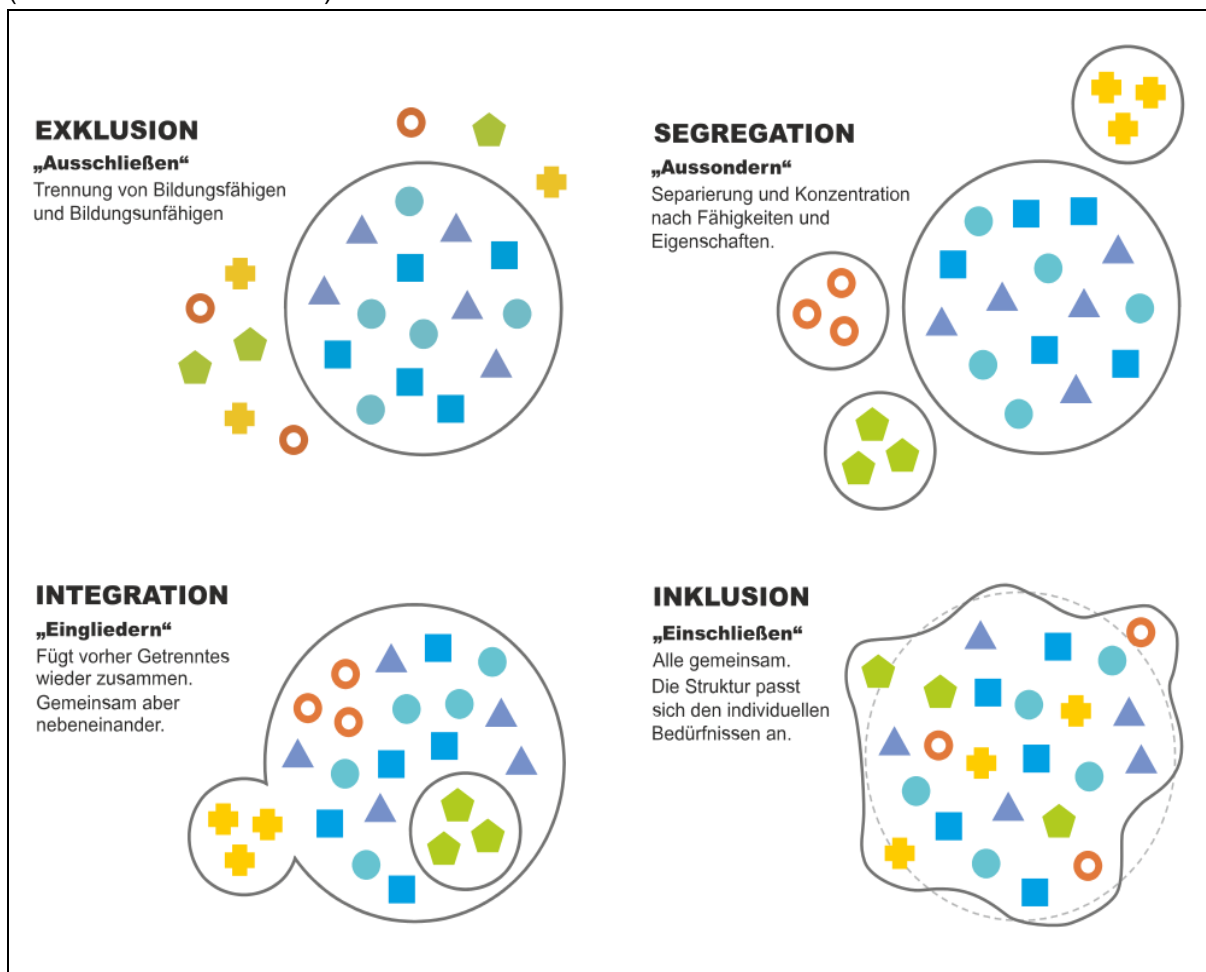 EXKLUSION
„Ausschließen“
Trennung von Bildungsfähigen
und Bildungsunfähigen
SEGREGATION
„Aussondern“
Separierung und Konzentration
nach Fähigkeiten und
Eigenschaften.
INTEGRATION
„Eingliedern“
Fügt vorher Getrenntes
wieder zusammen.
Gemeinsam aber
nebeneinander.
INKLUSION
„Einschließen“
Alle gemeinsam.
Die Struktur passt
sich den individuellen
Bedürfnissen an.